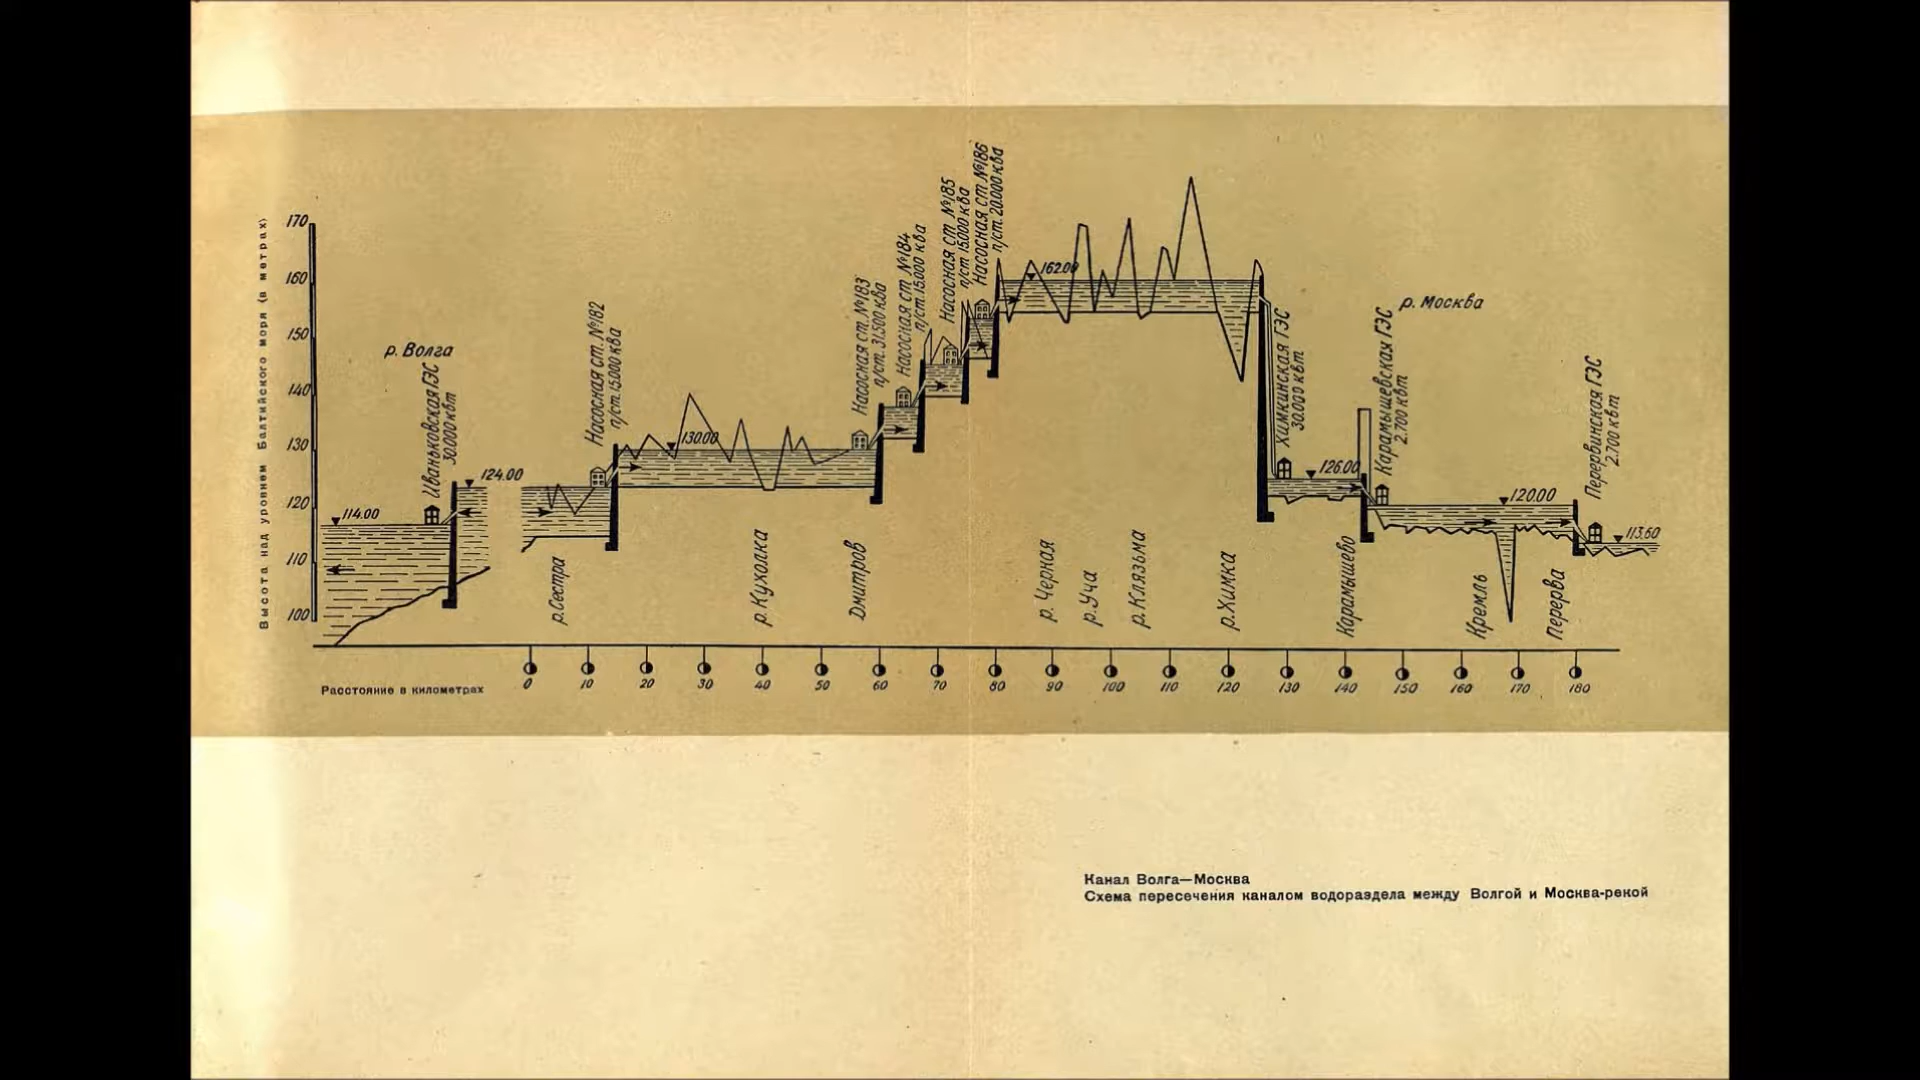 Высота над уровнем Балтийского моря (в метрах)
170
160
150
140
130
120
110
100
р. Волга
114.00
Иваньковская ГЭС
30.000 квт
124.00
Насосная ст. №182
п/ст. 15.000 ква
130.00
Насосная ст. №183
п/ст. 31.500 ква
Насосная ст. №184
п/ст. 15.000 ква
Насосная ст. №185
п/ст 15.000 ква
Насосная ст. №186
п/ст. 20.000 ква
162.00
Химкинская ГЭС
30.000 квт
126.00
Карамышевская ГЭС
2.700 квт
р. Москва
120.00
Перервинская ГЭС
2.700 квт
113.60
р. Сестра
р. Кухолка
Дмитров
р. Черная
р. Уча
р. Клязьма
р. Химка
Карамышево
Кремль
Перерва
Расстояние в километрах
0 10 20 30 40 50 60 70 80 90 100 110 120 130 140 150 160 170 180
Канал Волга—Москва
Схема пересечения каналом водораздела между Волгой и Москва-рекой